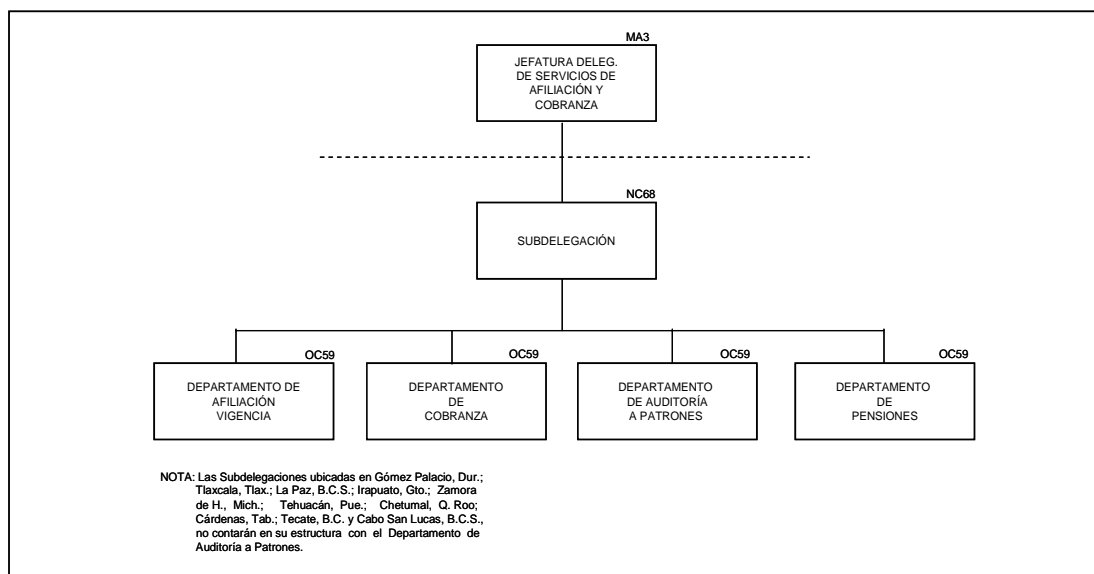 MA3
JEFATURA DELEG.
DE SERVICIOS DE
AFILIACIÓN Y
COBRANZA
NC68
SUBDELEGACIÓN
OC59
DEPARTAMENTO DE
AFILIACIÓN
VIGENCIA
OC59
DEPARTAMENTO
DE
COBRANZA
OC59
DEPARTAMENTO
DE AUDITORÍA
A PATRONES
OC59
DEPARTAMENTO
DE
PENSIONES
NOTA: Las Subdelegaciones ubicadas en Gómez Palacio, Dur.;
Tlaxcala, Tlax.; La Paz, B.C.S.; Irapuato, Gto.; Zamora
de H., Mich.; Tehuacán, Pue.; Chetumal, Q. Roo;
Cárdenas, Tab.; Tecate, B.C. y Cabo San Lucas, B.C.S.,
no contarán en su estructura con el Departamento de
Auditoría a Patrones.